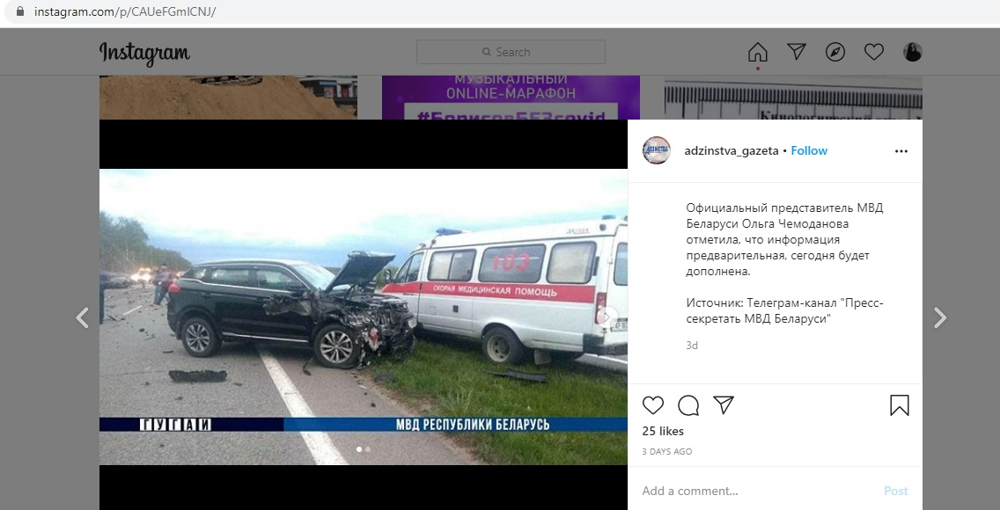 instagram.com/p/CAUeFGmICNJ/
Instagram
Search
МУЗЫКАЛЬНЫЙ
ONLINE-МАРАФОН
#БорисовБЕЗcovid
adzinstva_gazeta • Follow
Официальный представитель МВД
Беларуси Ольга Чемоданова
отметила, что информация
предварительная, сегодня будет
дополнена.
Источник: Телеграм-канал "Пресс-
секретать МВД Беларуси"
3d
103
СКОРАЯ МЕДИЦИНСКАЯ ПОМОЩЬ
ГУГАИ
МВД РЕСПУБЛИКИ БЕЛАРУСЬ
25 likes
3 DAYS AGO
Add a comment...
Post